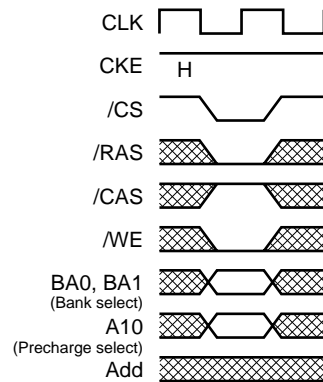 CLK
CKE
H
/CS
/RAS
/CAS
/WE
BA0, BA1
(Bank select)
A10
(Precharge select)
Add